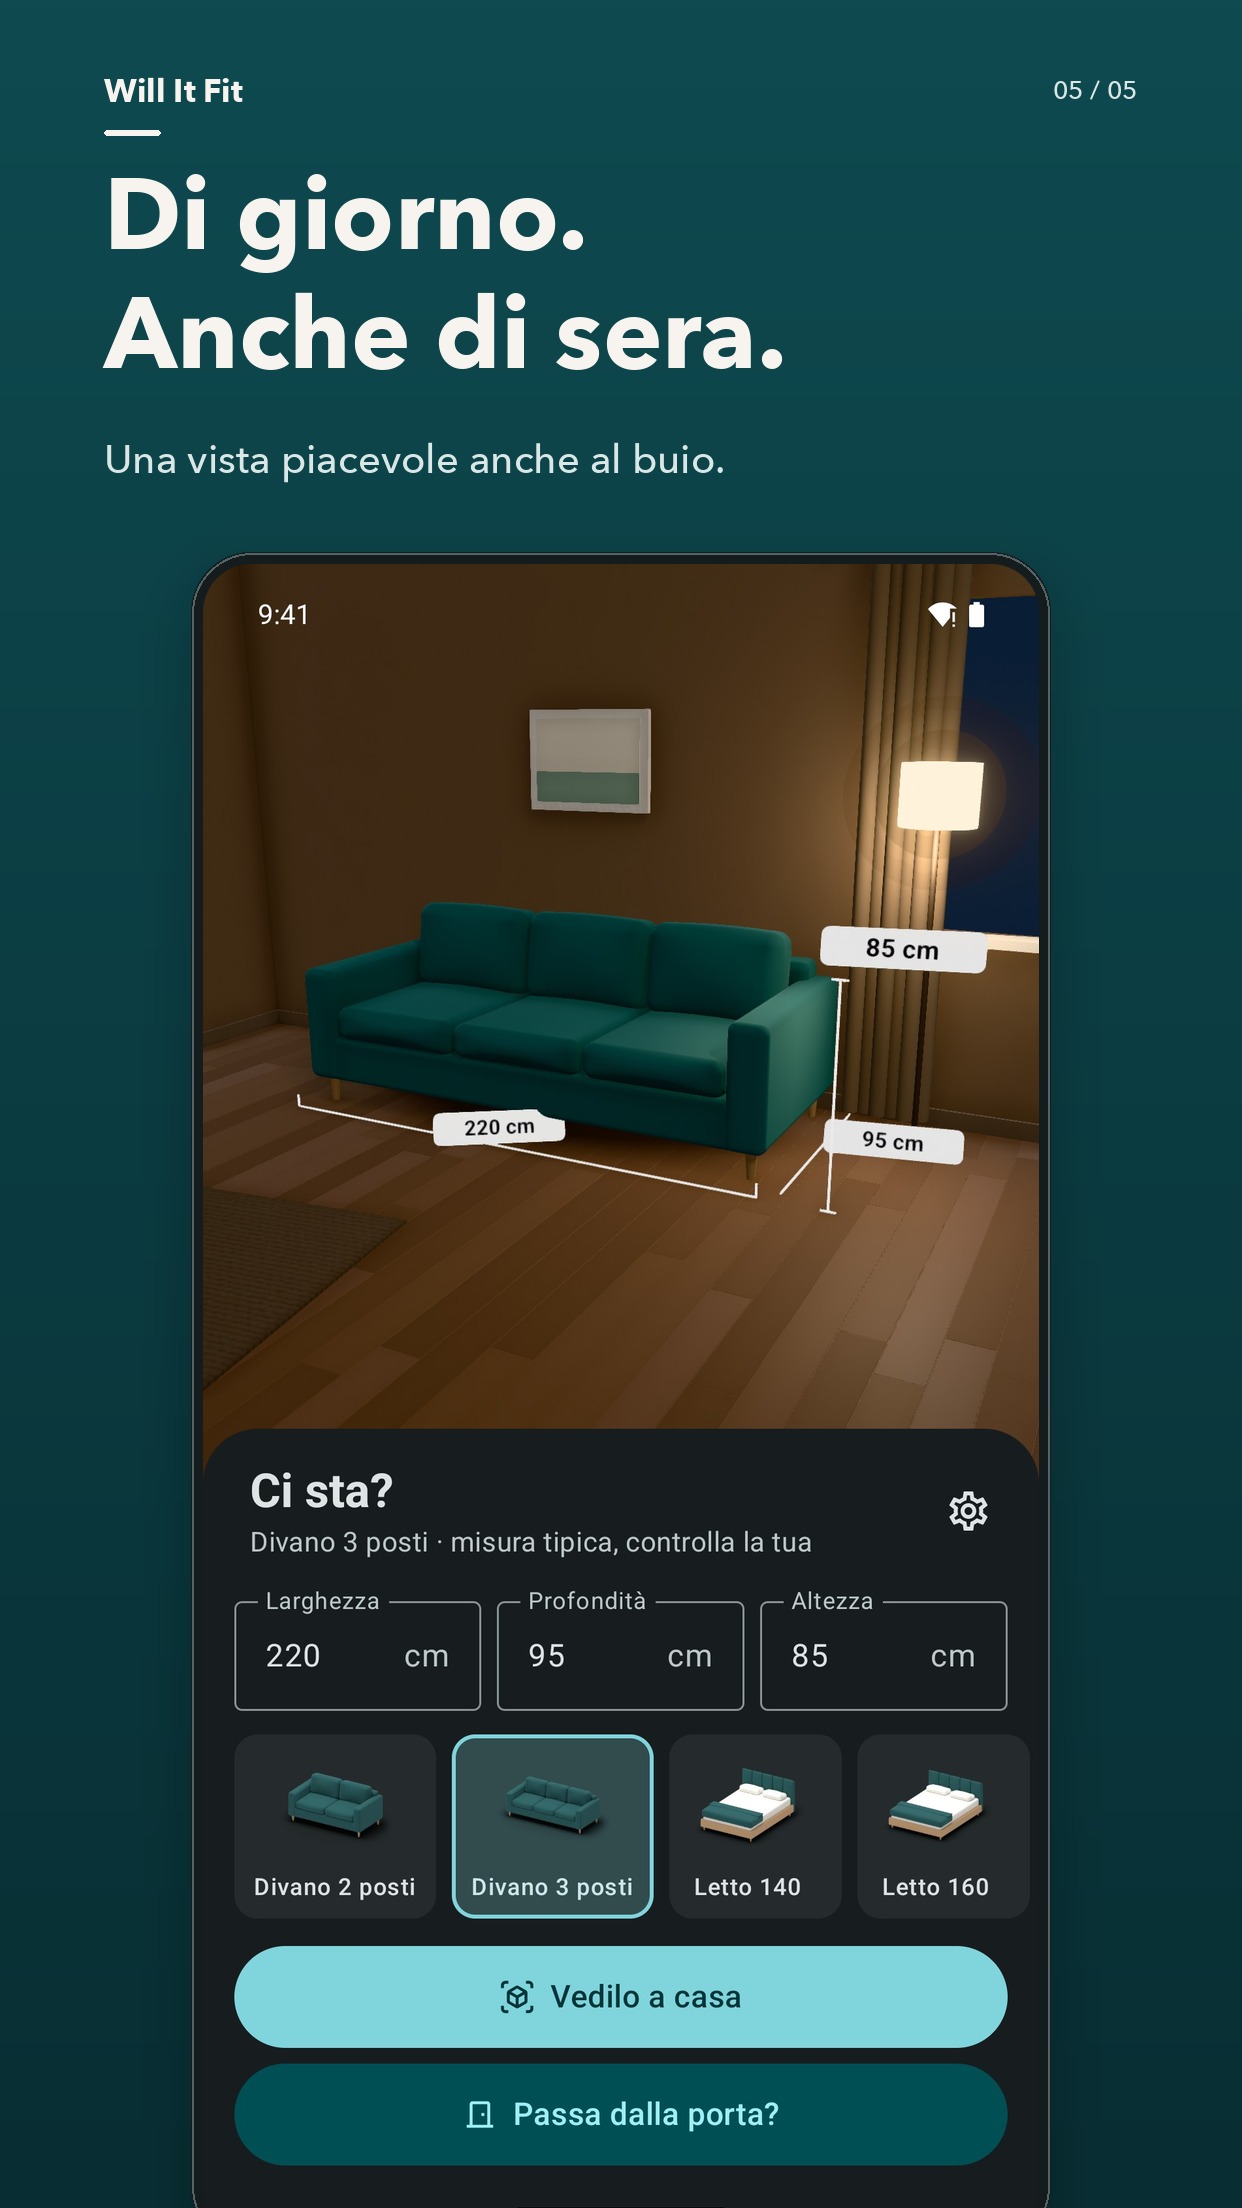 Will It Fit
05 / 05
Di giorno.
Anche di sera.
Una vista piacevole anche al buio.
9:41
85 cm
220 cm
95 cm
Ci sta?
Divano 3 posti · misura tipica, controlla la tua
Larghezza
Profondità
Altezza
220 cm
95 cm
85 cm
Divano 2 posti
Divano 3 posti
Letto 140
Letto 160
Vedilo a casa
Passa dalla porta?